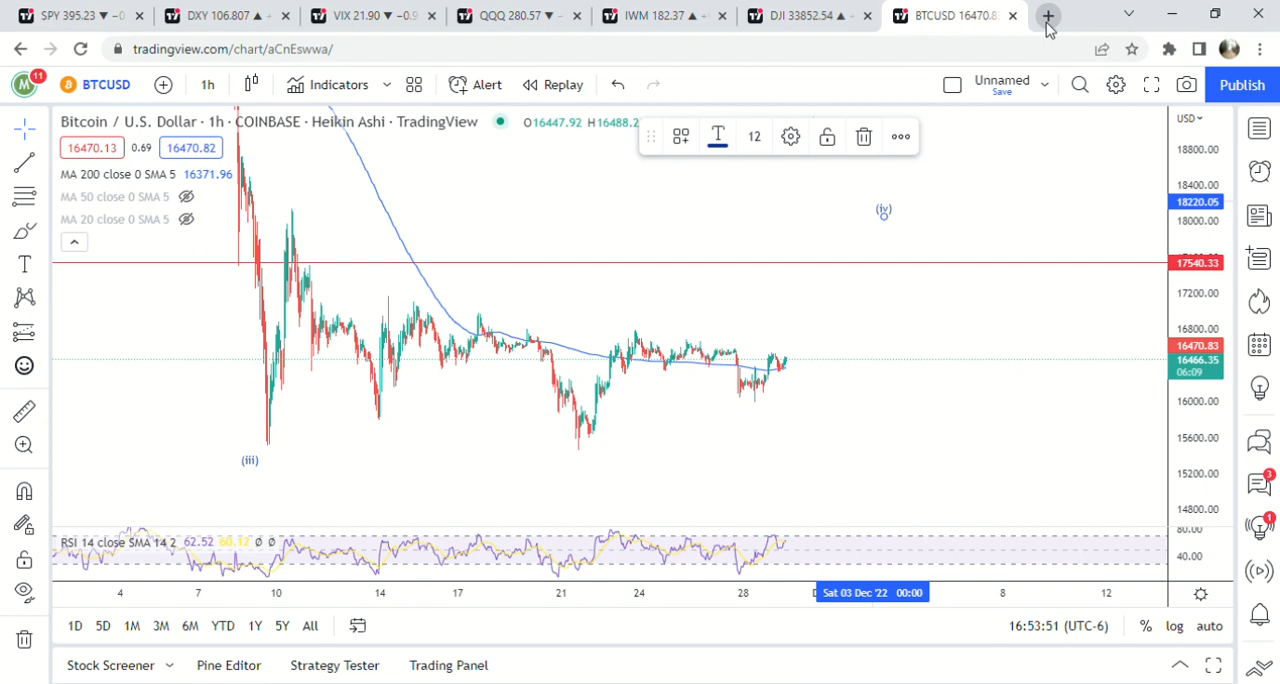 SPY 395.23 ▼ −0
DXY 106.807 ▲ +
VIX 21.90 ▼ −0.9
QQQ 280.57 ▼ −
IWM 182.37 ▲ +
DJI 33852.54 ▲ +
BTCUSD 16470.8
tradingview.com/chart/aCnEswwa/
M 11 BTCUSD 1h Indicators Alert Replay Unnamed Publish
Save
Bitcoin / U.S. Dollar · 1h · COINBASE · Heikin Ashi · TradingView O16447.92 H16488.2
T 12
USD
16470.13 0.69 16470.82
MA 200 close 0 SMA 5 16371.96
MA 50 close 0 SMA 5
MA 20 close 0 SMA 5
18800.00
18400.00
18220.05
18000.00
(iv)
17540.33
17200.00
16800.00
16470.83
16466.35
06:09
16000.00
15600.00
(iii)
15200.00
14800.00
3
1
RSI 14 close SMA 14 2 62.52 60.12 Ø Ø
80.00
40.00
4 7 10 14 17 21 24 28 Sat 03 Dec '22 00:00 8 12
1D 5D 1M 3M 6M YTD 1Y 5Y All 16:53:51 (UTC-6) % log auto
Stock Screener Pine Editor Strategy Tester Trading Panel